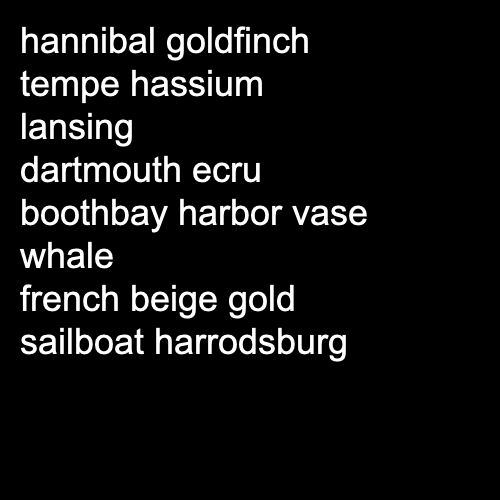 hannibal goldfinch
tempe hassium
lansing
dartmouth ecru
boothbay harbor vase
whale
french beige gold
sailboat harrodsburg